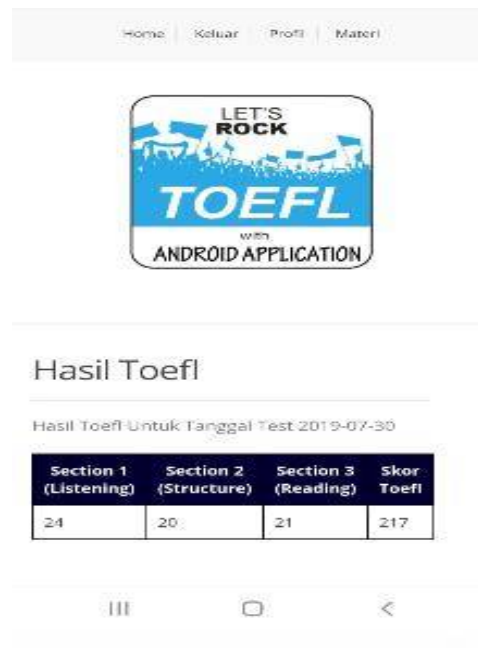 Home | Keluar | Profil | Materi
LET'S
ROCK
TOEFL
with
ANDROID APPLICATION
Hasil Toefl
Hasil Toefl Untuk Tanggal Test 2019-07-30
Section 1 Section 2 Section 3 Skor
(Listening) (Structure) (Reading) Toefl
24 20 21 217